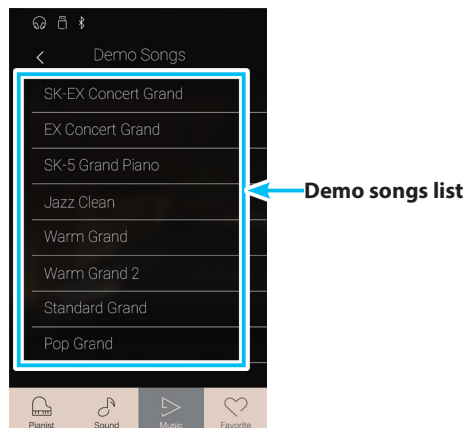 Demo Songs
SK-EX Concert Grand
EX Concert Grand
SK-5 Grand Piano
Jazz Clean
Demo songs list
Warm Grand
Warm Grand 2
Standard Grand
Pop Grand
Pianist Sound Music Favorite